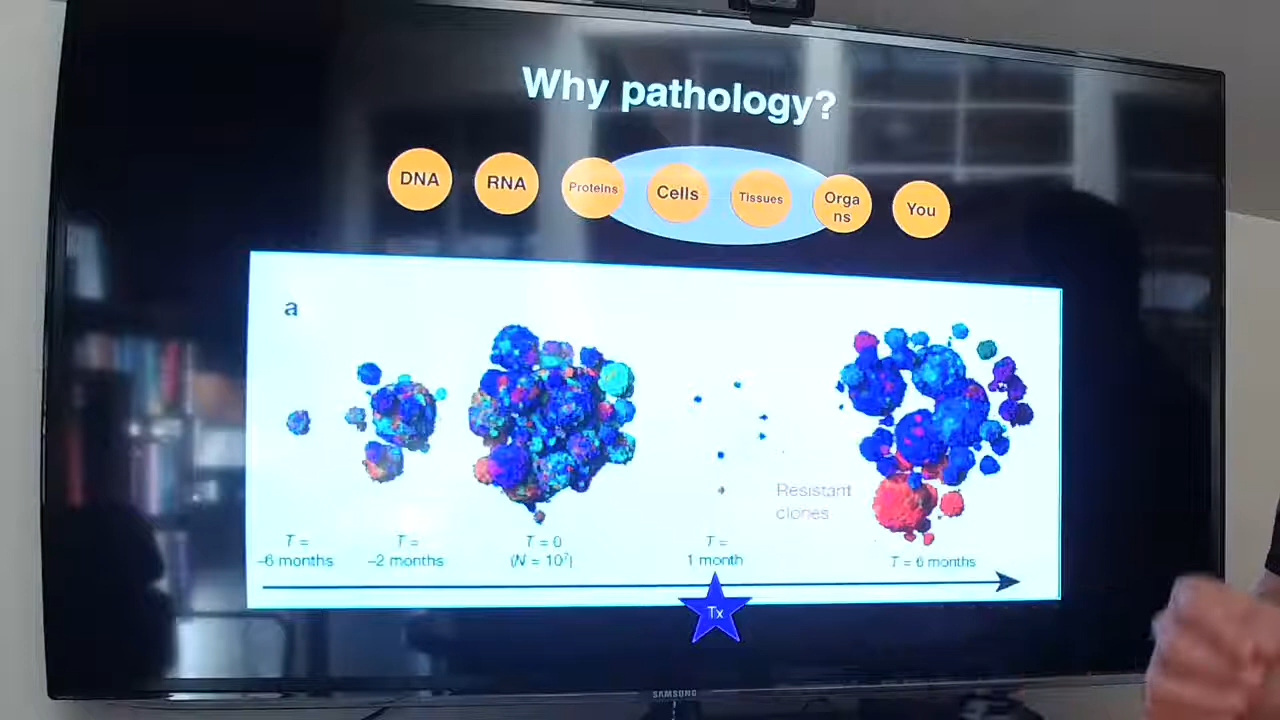 Why pathology?
DNA
RNA
Proteins
Cells
Tissues
Orga
ns
You
a
Resistant
clones
T =
-6 months
T =
-2 months
T = 0
(N = 10⁷)
T =
1 month
T = 6 months
Tx
SAMSUNG